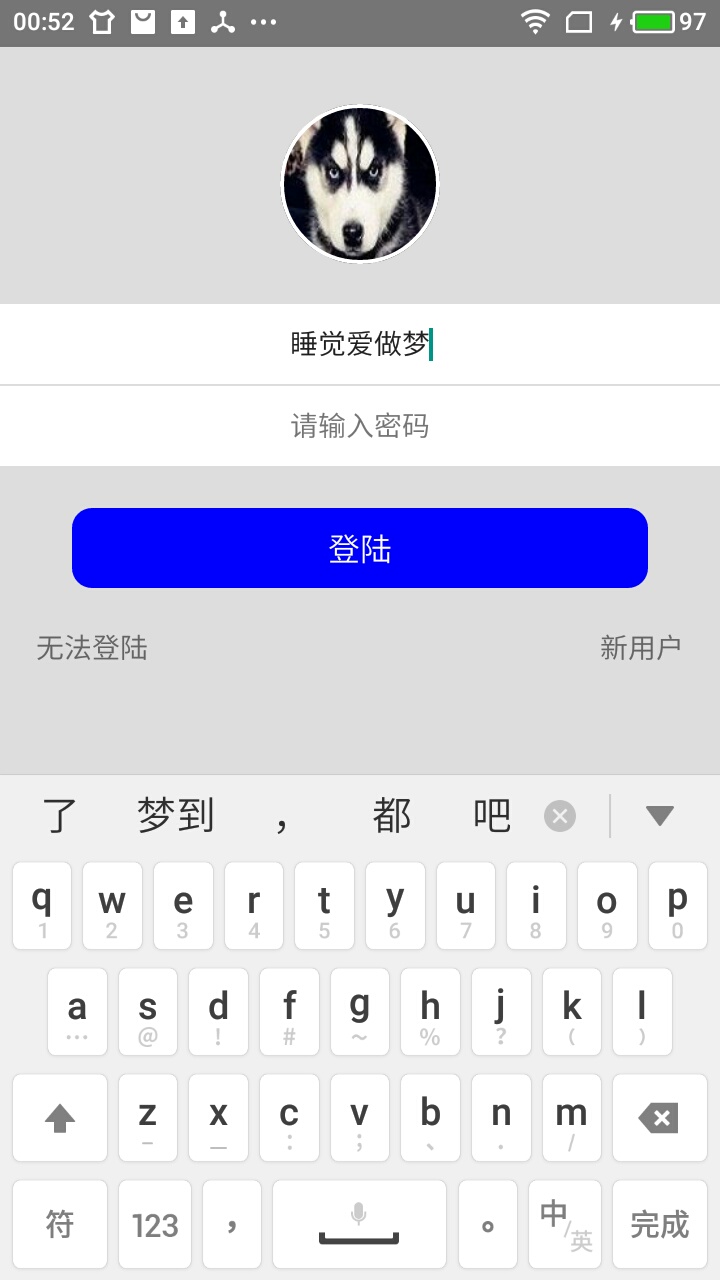 00:52 97
睡觉爱做梦
请输入密码
登陆
无法登陆 新用户
了 梦到 ， 都 吧
q w e r t y u i o p
1 2 3 4 5 6 7 8 9 0
a s d f g h j k l
… @ ! # ~ % ? ( )
z x c v b n m
– — : ; 、 . /
符 123 ， 。 中/英 完成